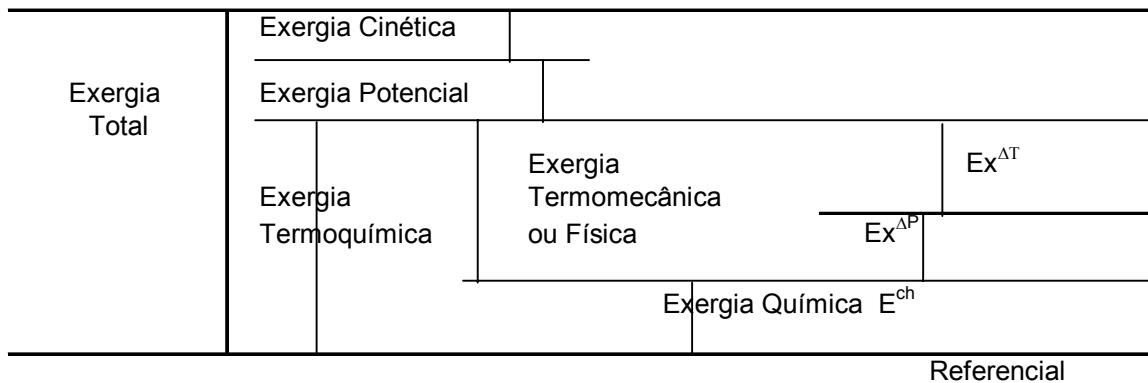 Exergia Cinética
Exergia
Total
Exergia Potencial
Exergia
Termoquímica
Exergia
Termomecânica
ou Física
Ex^ΔT
Ex^ΔP
Exergia Química E^ch
Referencial